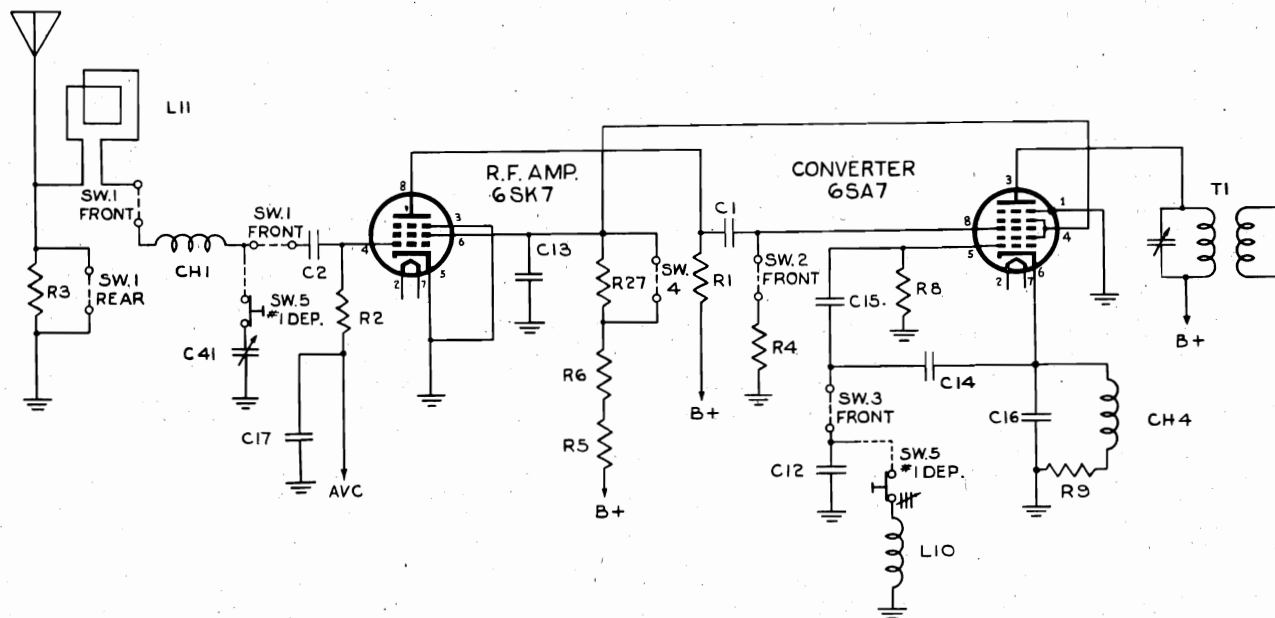 L11
SW.1
FRONT
CH1
SW.1
FRONT
C2
R3
SW.1
REAR
SW.5
#1 DEP.
C41
R2
C17
AVC
R.F. AMP.
6SK7
8
3
6
4
5
2
7
C13
R27
SW.
4
R6
R5
B+
R1
B+
C1
SW.2
FRONT
R4
CONVERTER
6SA7
3
1
8
4
5
6
2
7
C15.
R8
C14
SW.3
FRONT
C12
SW.5
#1 DEP.
L10
C16
CH4
R9
T1
B+